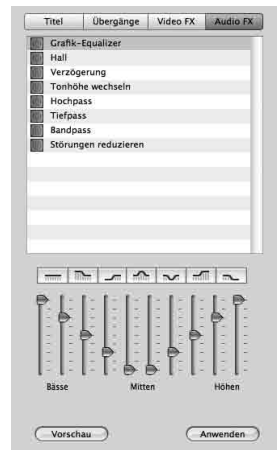 Titel Übergänge Video FX Audio FX
Grafik-Equalizer
Hall
Verzögerung
Tonhöhe wechseln
Hochpass
Tiefpass
Bandpass
Störungen reduzieren
Bässe Mitten Höhen
Vorschau Anwenden